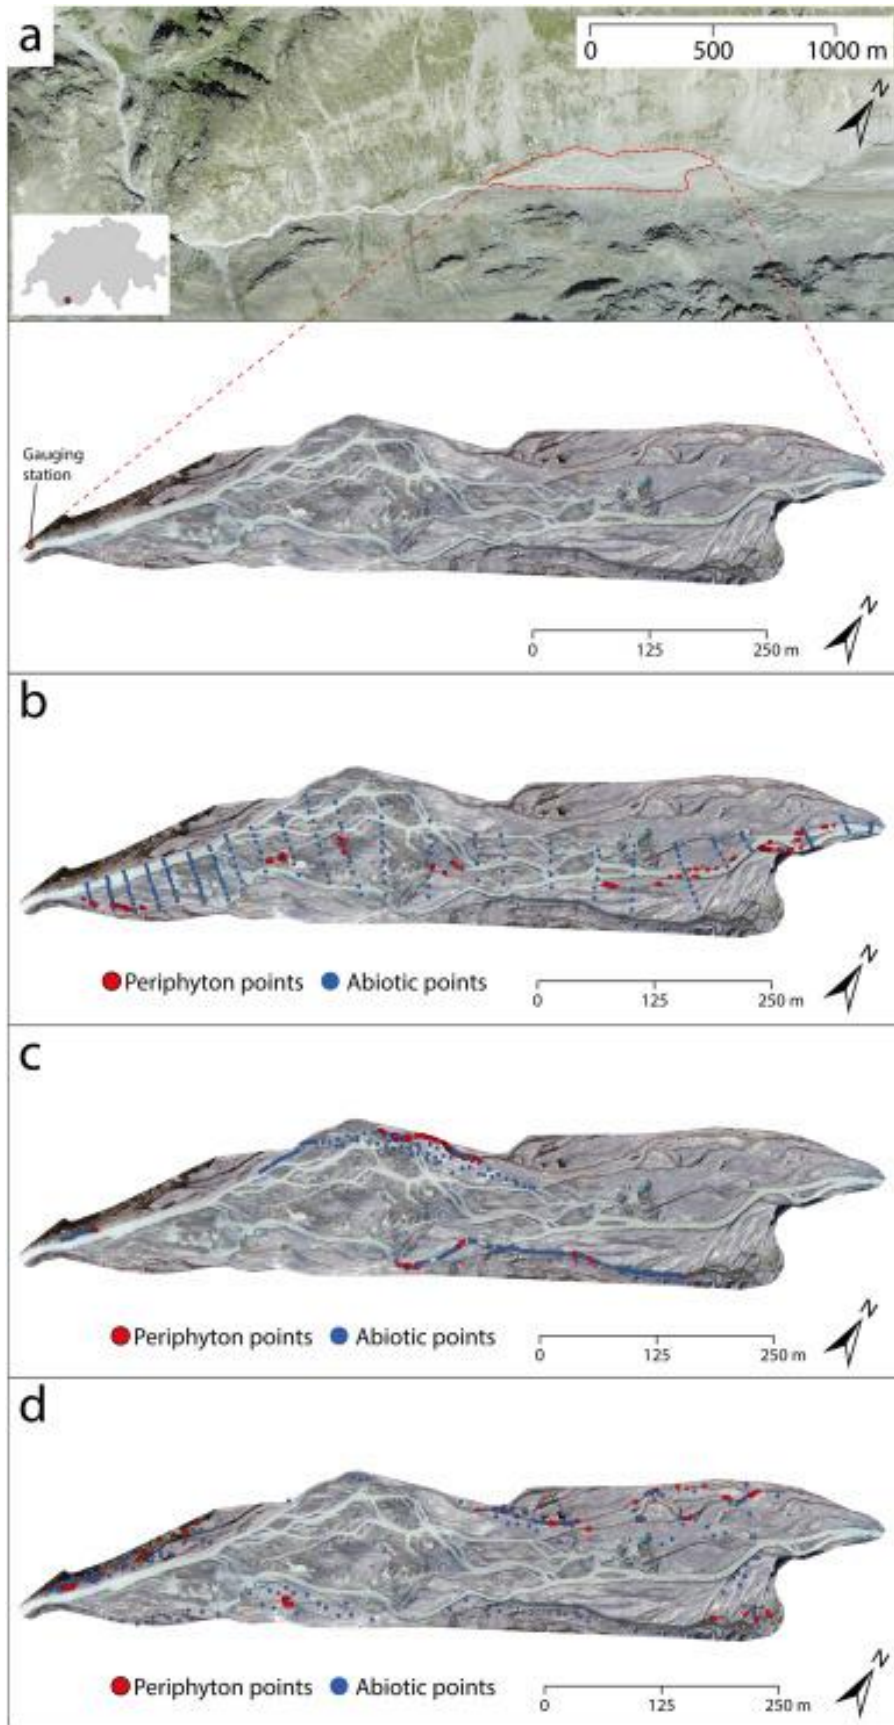 a
0 500 1000 m
N
Gauging
station
N
0 125 250 m
b
Periphyton points Abiotic points
0 125 250 m
N
c
Periphyton points Abiotic points
0 125 250 m
N
d
Periphyton points Abiotic points
0 125 250 m
N